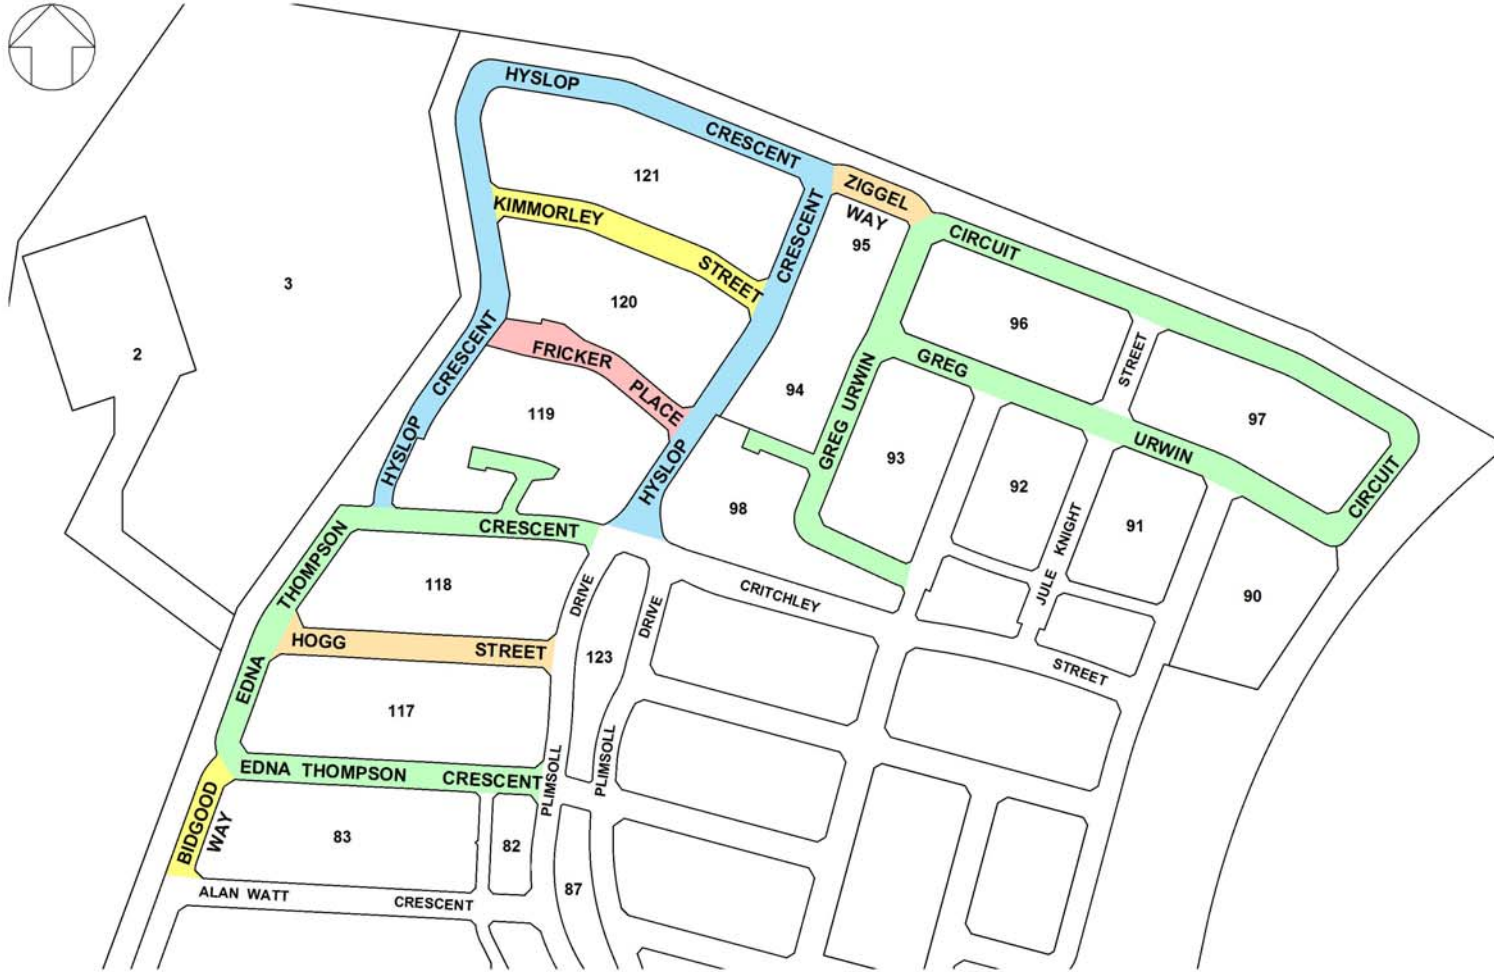 HYSLOP
CRESCENT
121
ZIGGEL
WAY
95
CRESCENT
KIMMORLEY
STREET
CIRCUIT
3
120
96
2
CRESCENT
FRICKER
PLACE
STREET
GREG
94
GREG URWIN
119
97
URWIN
93
HYSLOP
HYSLOP
92
CIRCUIT
98
CRESCENT
KNIGHT
91
THOMPSON
118
DRIVE
CRITCHLEY
JULE
90
DRIVE
HOGG
STREET
123
STREET
EDNA
117
PLIMSOLL
PLIMSOLL
EDNA THOMPSON
CRESCENT
BIDGOOD
WAY
83
82
87
ALAN WATT
CRESCENT